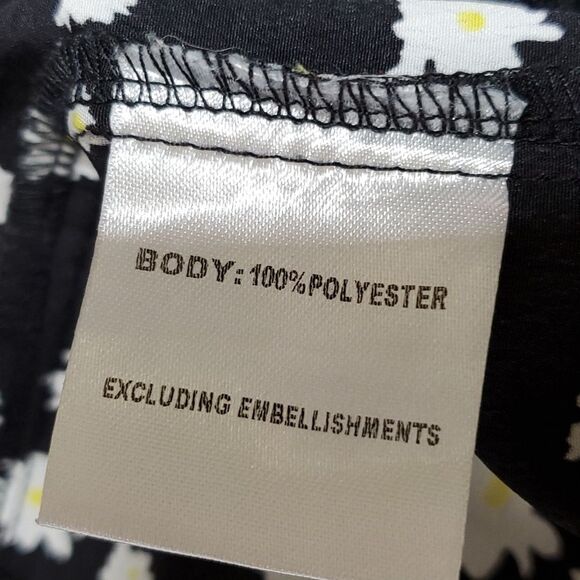 BODY: 100%POLYESTER
EXCLUDING EMBELLISHMENTS